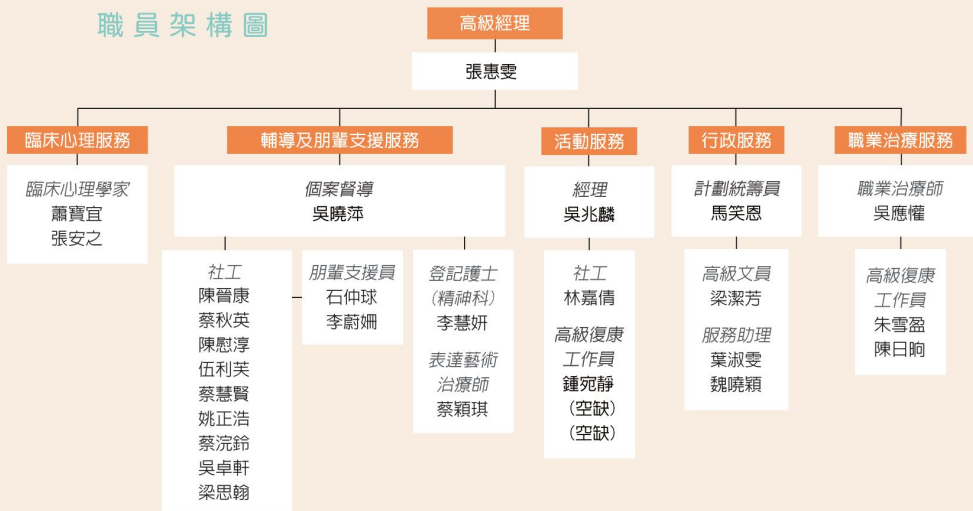 職員架構圖
高級經理
張惠雯
臨床心理服務
臨床心理學家
蕭寶宜
張安之
輔導及朋輩支援服務
個案督導
吳曉萍
社工
陳晉康
蔡秋英
陳慰淳
伍利芙
蔡慧賢
姚正浩
蔡浣鈴
吳卓軒
梁思翰
朋輩支援員
石仲球
李蔚姍
登記護士
（精神科）
李慧妍
表達藝術
治療師
蔡穎琪
活動服務
經理
吳兆麟
社工
林嘉倩
高級復康
工作員
鍾宛靜
（空缺）
（空缺）
行政服務
計劃統籌員
馬笑恩
高級文員
梁潔芳
服務助理
葉淑雯
魏曉穎
職業治療服務
職業治療師
吳應懽
高級復康
工作員
朱雪盈
陳日晌